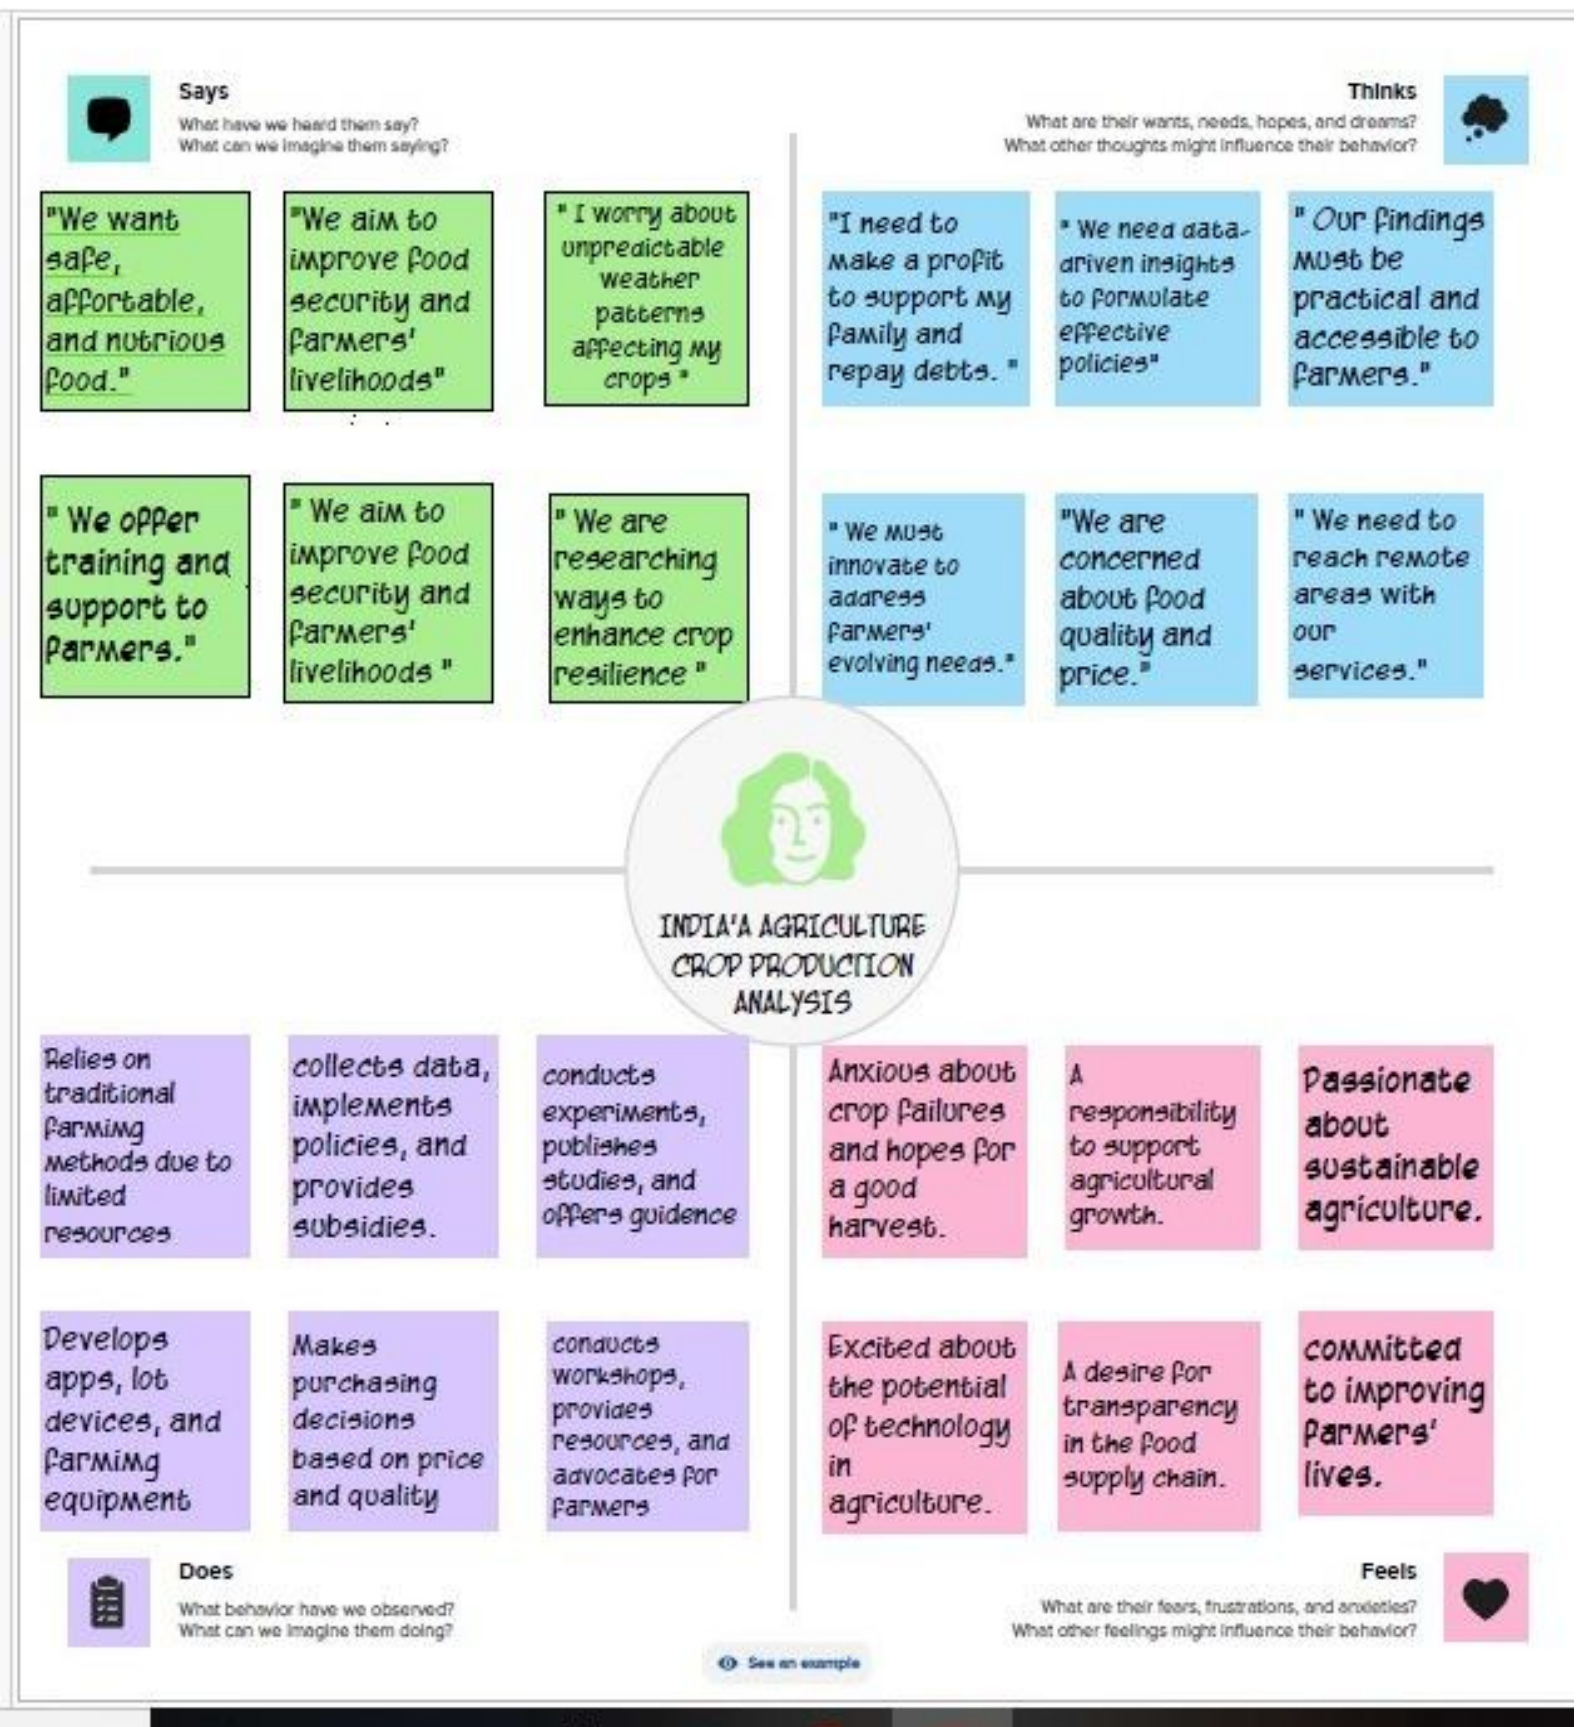 Says
What have we heard them say?
What can we imagine them saying?
Thinks
What are their wants, needs, hopes, and dreams?
What other thoughts might influence their behavior?
"We want
safe,
affortable,
and nutrious
food."
"We aim to
improve food
security and
farmers'
livelihoods"
" I worry about
unpredictable
weather
patterns
affecting my
crops "
"I need to
make a profit
to support my
family and
repay debts. "
" We need data-
driven insights
to formulate
effective
policies"
" Our findings
must be
practical and
accessible to
farmers."
" We offer
training and
support to
farmers."
" We aim to
improve food
security and
farmers'
livelihoods "
" We are
researching
ways to
enhance crop
resilience "
" We must
innovate to
address
farmers'
evolving needs."
"We are
concerned
about food
quality and
price."
" We need to
reach remote
areas with
our
services."
INDIA'A AGRICULTURE
CROP PRODUCTION
ANALYSIS
Relies on
traditional
farmimg
methods due to
limited
resources
collects data,
implements
policies, and
provides
subsidies.
conducts
experiments,
publishes
studies, and
offers guidence
Anxious about
crop failures
and hopes for
a good
harvest.
A
responsibility
to support
agricultural
growth.
Passionate
about
sustainable
agriculture.
Develops
apps, lot
devices, and
farmimg
equipment
Makes
purchasing
decisions
based on price
and quality
conducts
workshops,
provides
resources, and
advocates for
farmers
Excited about
the potential
of technology
in
agriculture.
A desire for
transparency
in the food
supply chain.
committed
to improving
farmers'
lives.
Does
What behavior have we observed?
What can we imagine them doing?
Feels
What are their fears, frustrations, and anxieties?
What other feelings might influence their behavior?
See an example